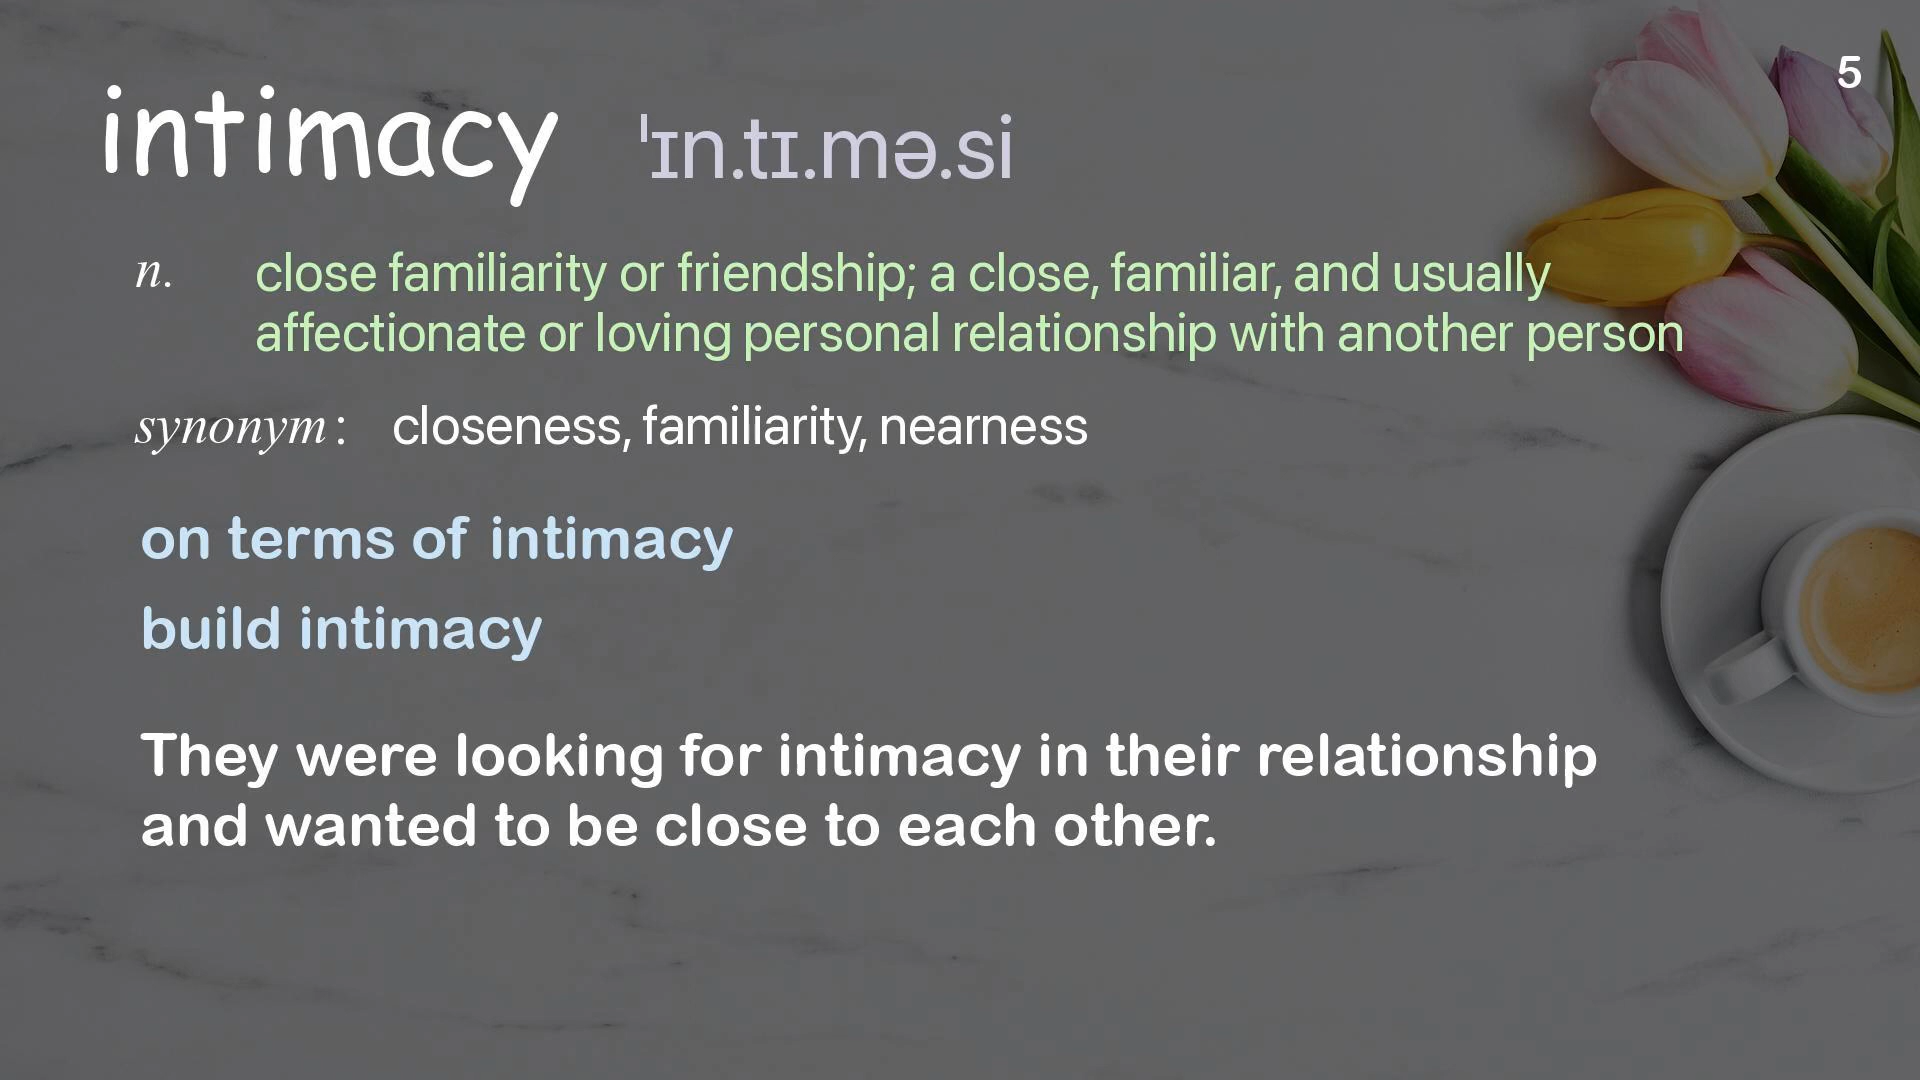 5
intimacy ˈɪn.tɪ.mə.si
n. close familiarity or friendship; a close, familiar, and usually
affectionate or loving personal relationship with another person
synonym: closeness, familiarity, nearness
on terms of intimacy
build intimacy
They were looking for intimacy in their relationship
and wanted to be close to each other.